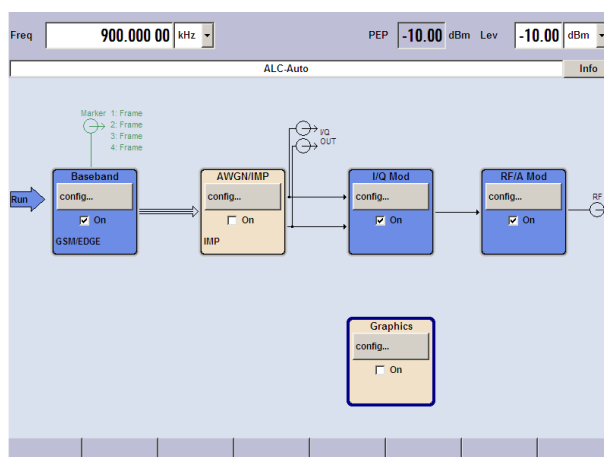 Freq 900.000 00 kHz PEP -10.00 dBm Lev -10.00 dBm
ALC-Auto Info
Marker 1: Frame
2: Frame
3: Frame
4: Frame
I/Q
OUT
Run
Baseband
config...
On
GSM/EDGE
AWGN/IMP
config...
On
IMP
I/Q Mod
config...
On
RF/A Mod
config...
On
RF
Graphics
config...
On